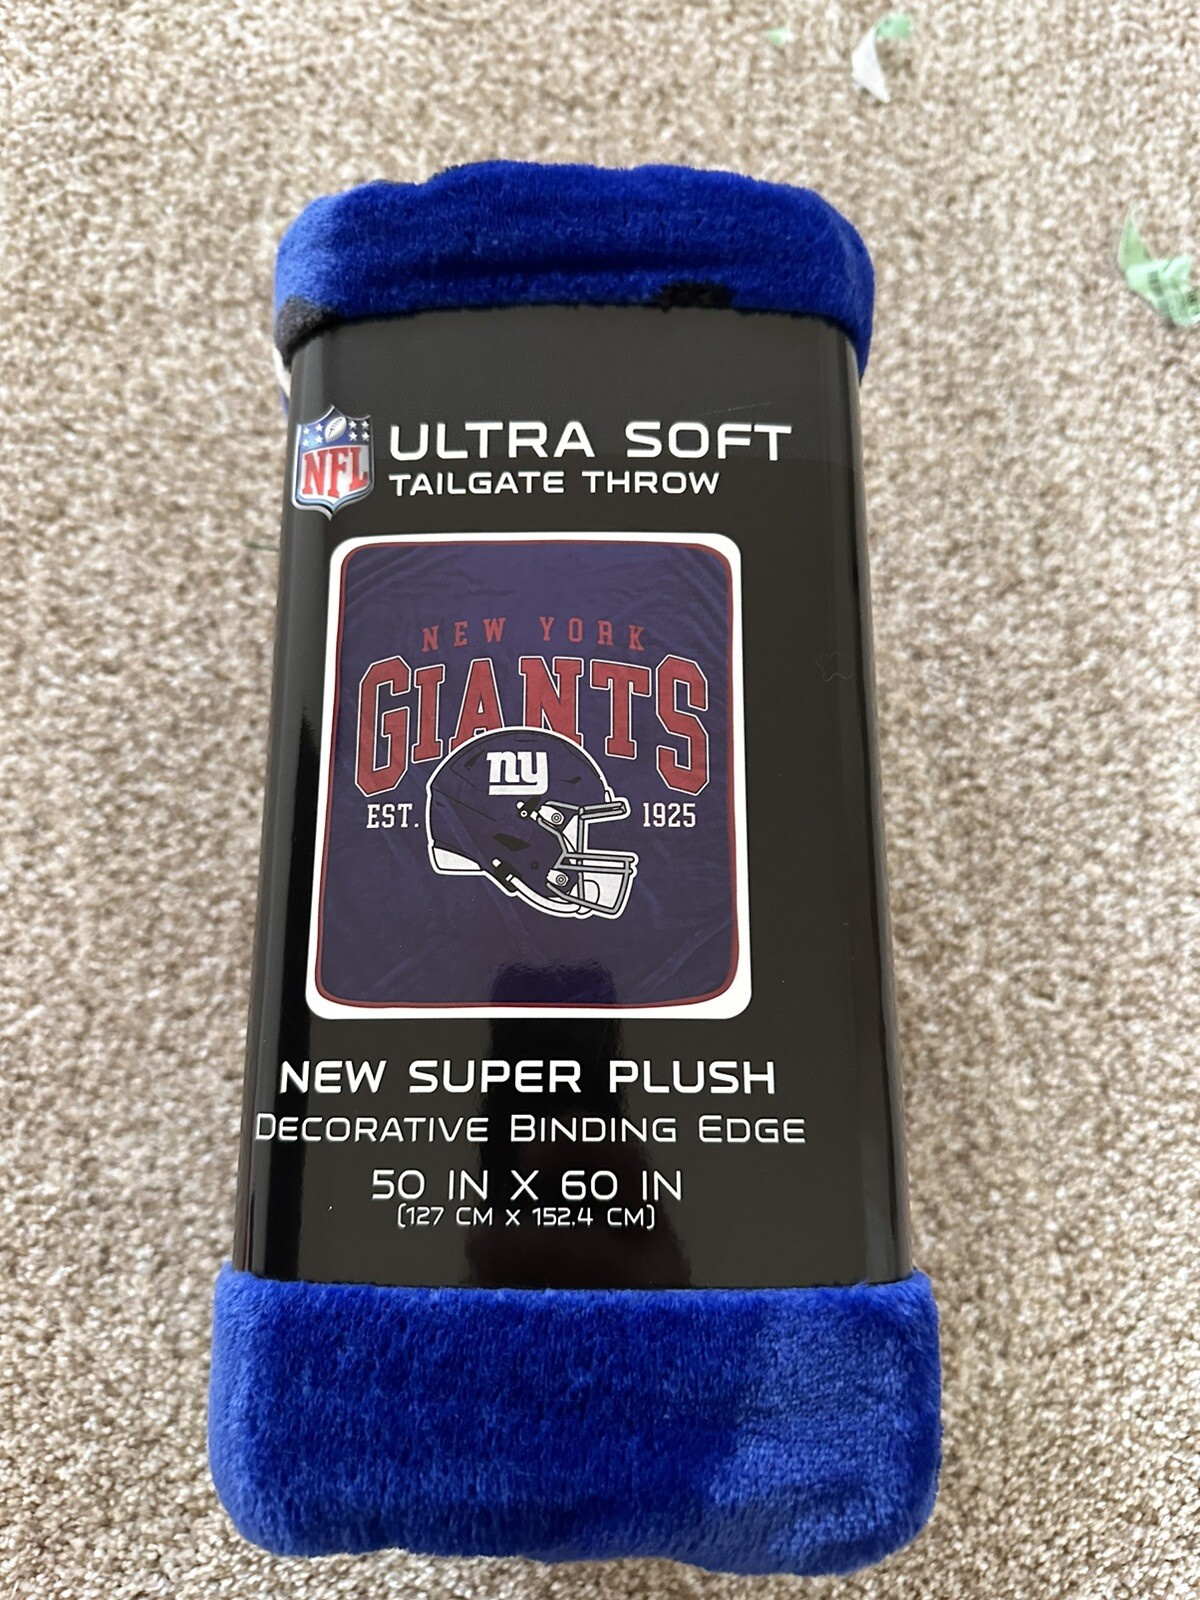 NFL
ULTRA SOFT
TAILGATE THROW
NEW YORK
GIANTS
ny
EST. 1925
NEW SUPER PLUSH
DECORATIVE BINDING EDGE
50 IN X 60 IN
(127 CM X 152.4 CM)